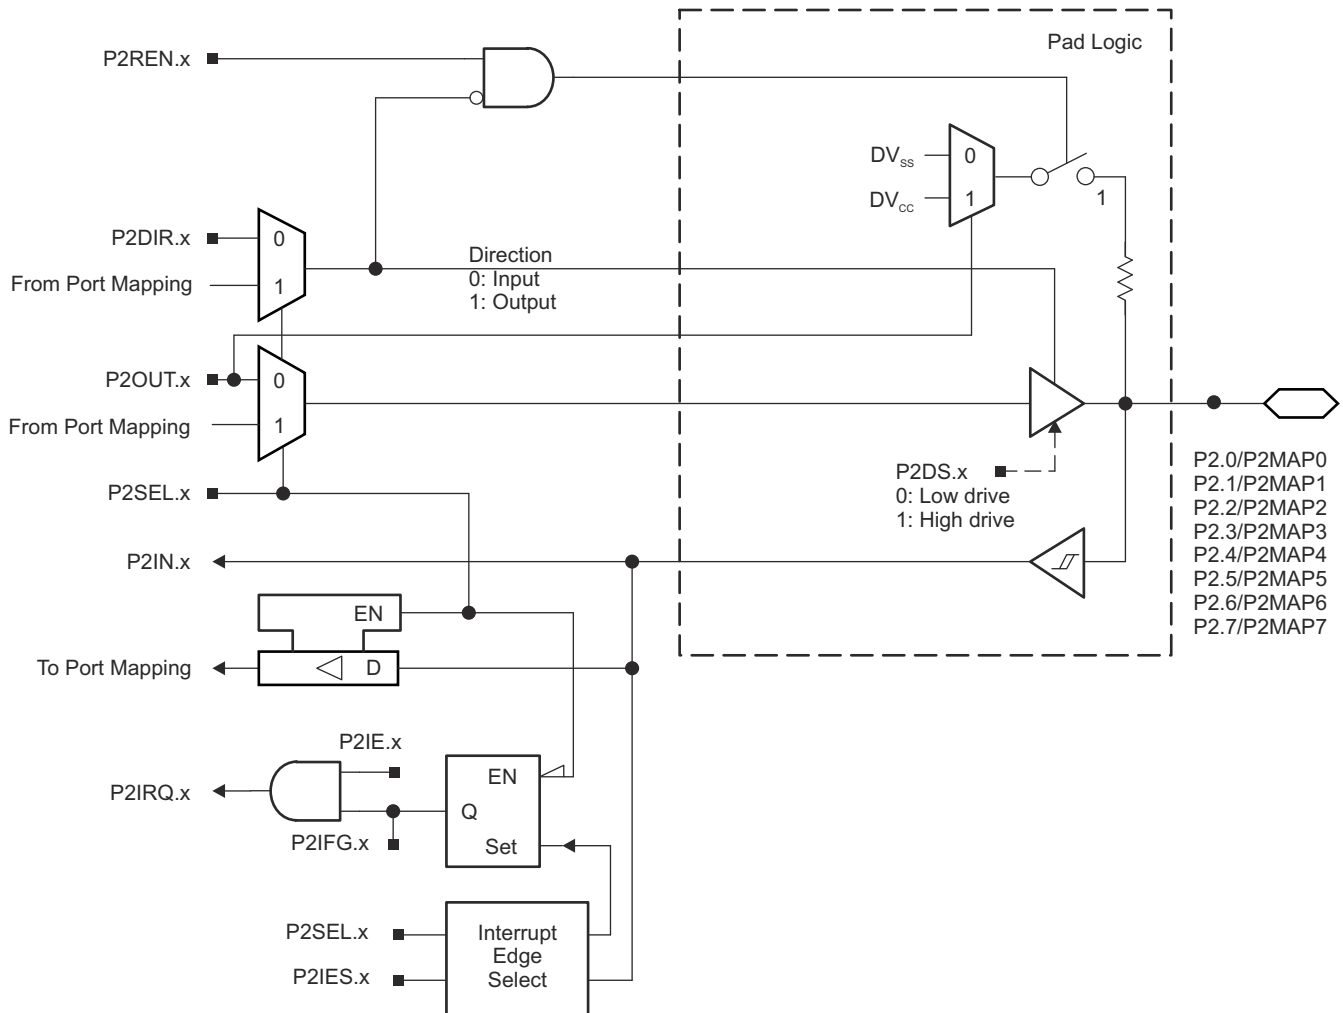 Pad Logic
P2REN.x
DVSS
0
DVCC
1
1
P2DIR.x
0
From Port Mapping
1
Direction
0: Input
1: Output
P2OUT.x
0
From Port Mapping
1
P2SEL.x
P2DS.x
0: Low drive
1: High drive
P2.0/P2MAP0
P2.1/P2MAP1
P2.2/P2MAP2
P2.3/P2MAP3
P2.4/P2MAP4
P2.5/P2MAP5
P2.6/P2MAP6
P2.7/P2MAP7
P2IN.x
EN
To Port Mapping
D
P2IE.x
P2IRQ.x
EN
Q
P2IFG.x
Set
P2SEL.x
P2IES.x
Interrupt
Edge
Select